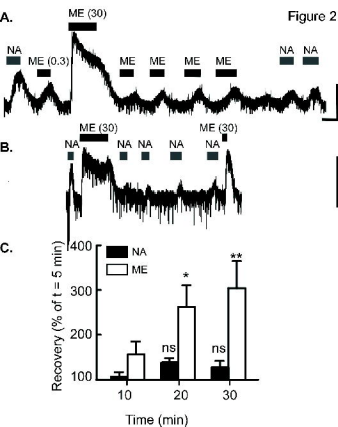 A.
ME (30)
Figure 2
NA
ME (0.3)
ME
ME
ME
ME
NA
NA
B.
ME (30)
ME (30)
NA
NA
NA
NA
NA
C.
Recovery (% of t = 5 min)
400
300
200
100
NA
ME
*
**
ns
ns
10
20
30
Time (min)